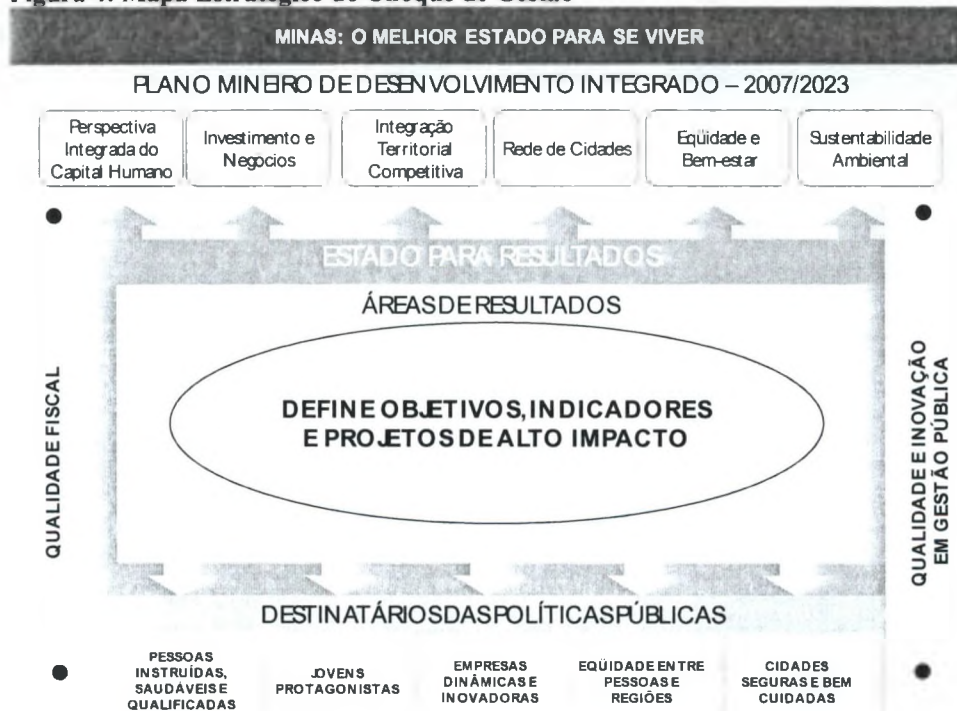 MINAS: O MELHOR ESTADO PARA SE VIVER
PLANO MINEIRO DE DESENVOLVIMENTO INTEGRADO – 2007/2023
Perspectiva
Integrada do
Capital Humano
Investimento e
Negócios
Integração
Territorial
Competitiva
Rede de Cidades
Eqüidade e
Bem-estar
Sustentabilidade
Ambiental
ESTADO PARA RESULTADOS
ÁREAS DE RESULTADOS
QUALIDADE FISCAL
DEFINE OBJETIVOS, INDICADORES
E PROJETOS DE ALTO IMPACTO
QUALIDADE E INOVAÇÃO
EM GESTÃO PÚBLICA
DESTINATÁRIOS DAS POLÍTICAS PÚBLICAS
PESSOAS
INSTRUÍDAS,
SAUDÁVEIS E
QUALIFICADAS
JOVENS
PROTAGONISTAS
EMPRESAS
DINÂMICAS E
INOVADORAS
EQÜIDADE ENTRE
PESSOAS E
REGIÕES
CIDADES
SEGURAS E BEM
CUIDADAS